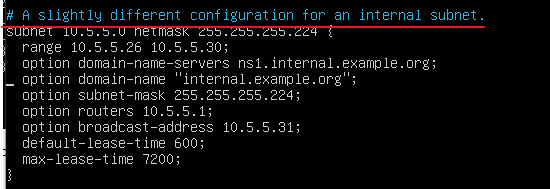 # A slightly different configuration for an internal subnet.
subnet 10.5.5.0 netmask 255.255.255.224 {
range 10.5.5.26 10.5.5.30;
option domain-name-servers ns1.internal.example.org;
option domain-name "internal.example.org";
option subnet-mask 255.255.255.224;
option routers 10.5.5.1;
option broadcast-address 10.5.5.31;
default-lease-time 600;
max-lease-time 7200;
}